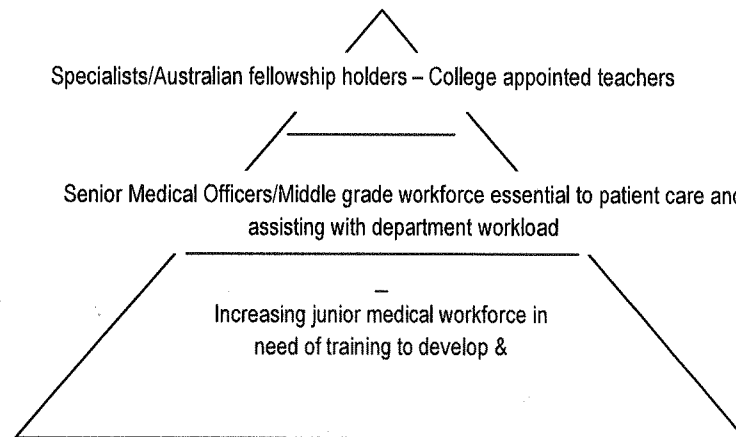 Specialists/Australian fellowship holders – College appointed teachers
Senior Medical Officers/Middle grade workforce essential to patient care and
assisting with department workload
–
Increasing junior medical workforce in
need of training to develop &